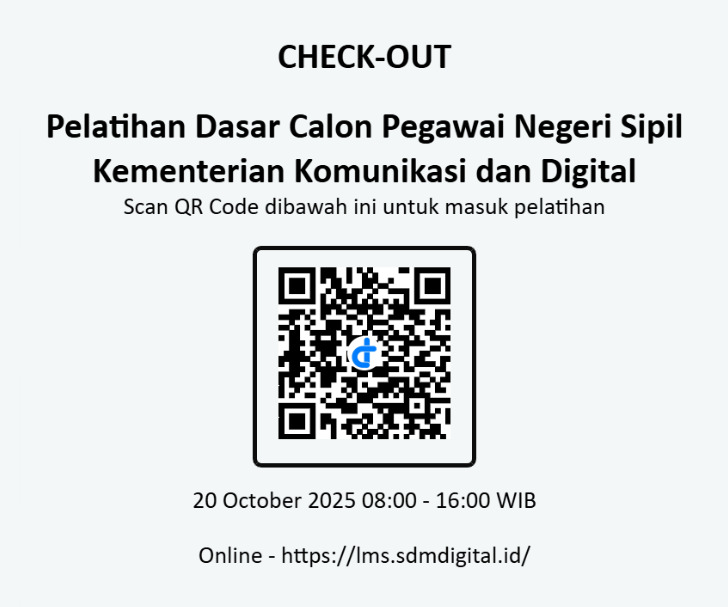 CHECK-OUT
Pelatihan Dasar Calon Pegawai Negeri Sipil
Kementerian Komunikasi dan Digital
Scan QR Code dibawah ini untuk masuk pelatihan
20 October 2025 08:00 - 16:00 WIB
Online - https://lms.sdmdigital.id/